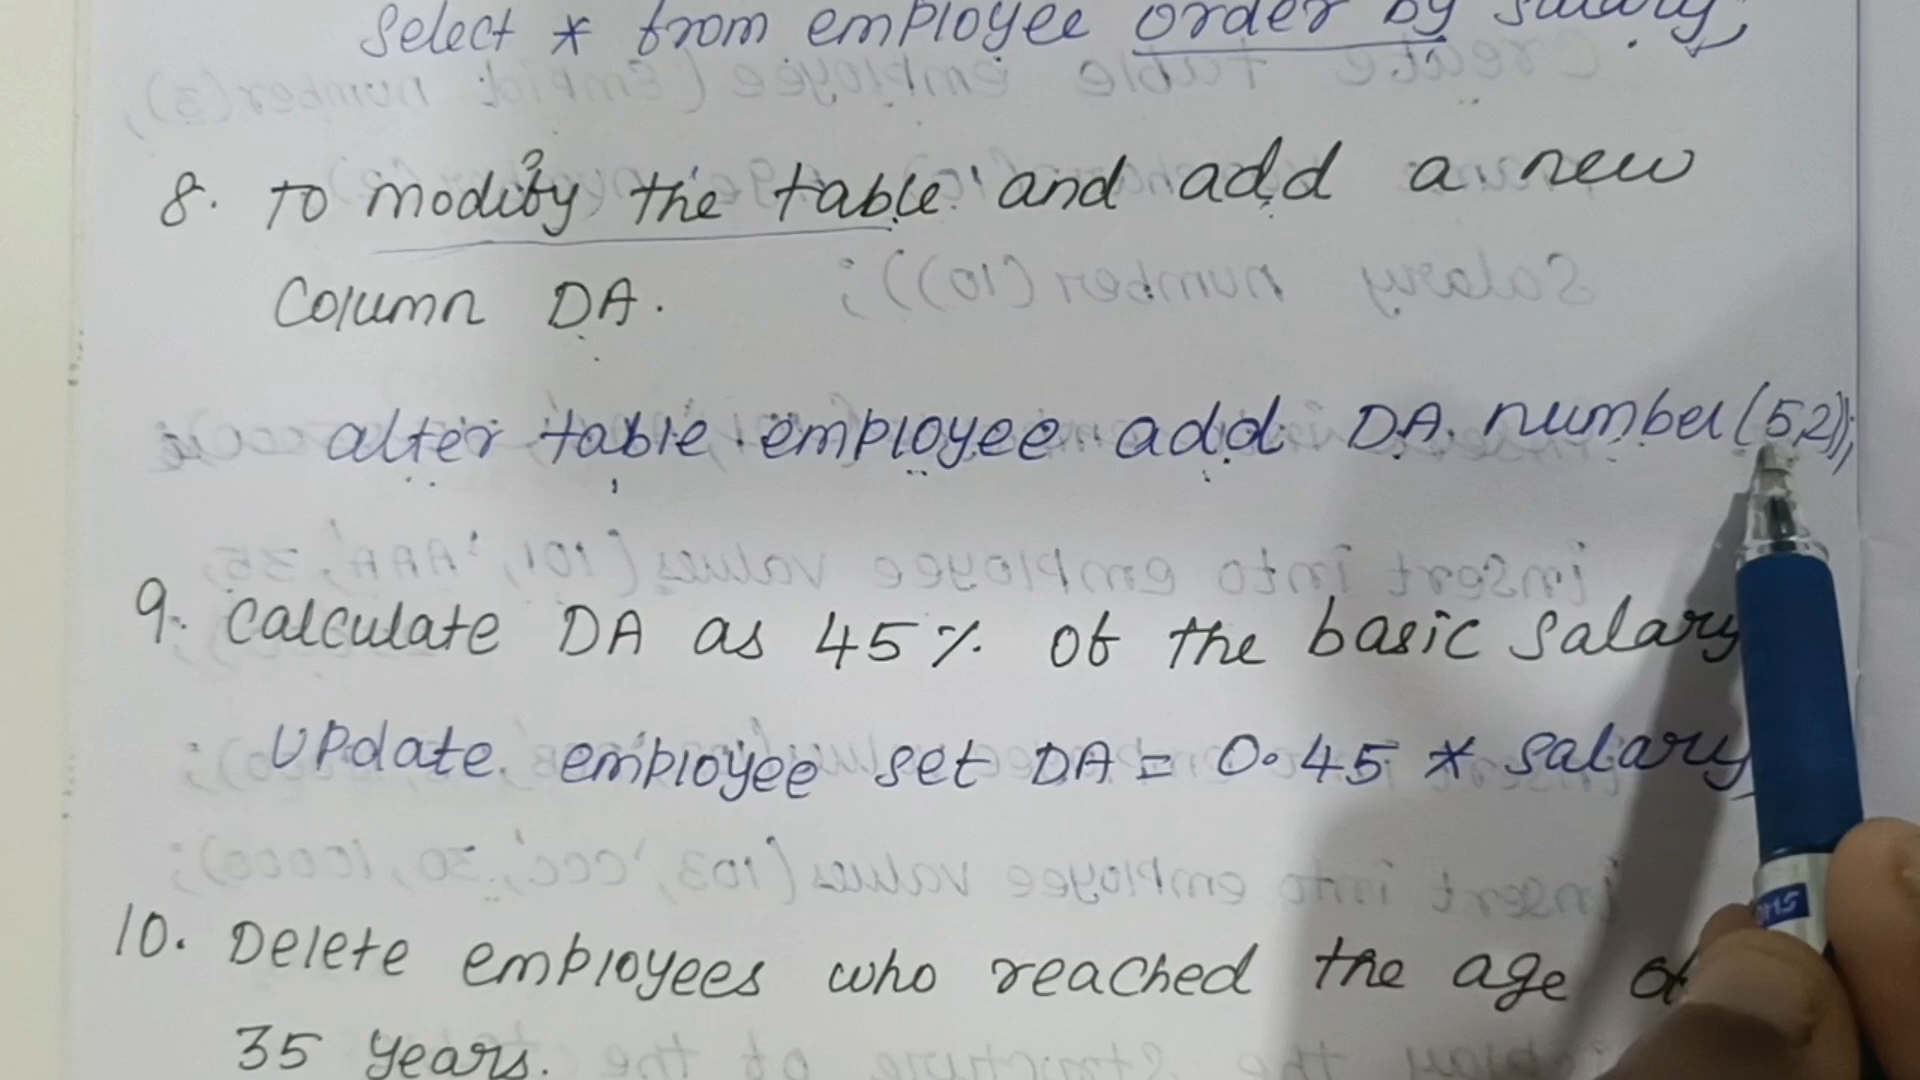 Select * from employee order by salary;
8. To modify the table and add a new
Column DA.
alter table employee add DA number(5,2);
9. Calculate DA as 45% of the basic salary
Update employee set DA = 0.45 * salary
10. Delete employees who reached the age of
35 years.